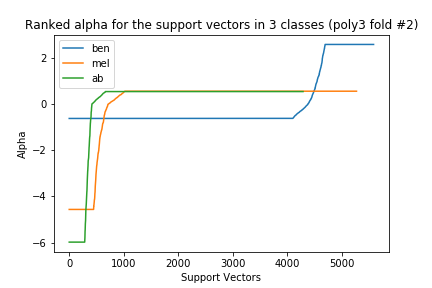 Ranked alpha for the support vectors in 3 classes (poly3 fold #2)
ben
mel
ab
2
0
−2
−4
−6
Alpha
0 1000 2000 3000 4000 5000
Support Vectors